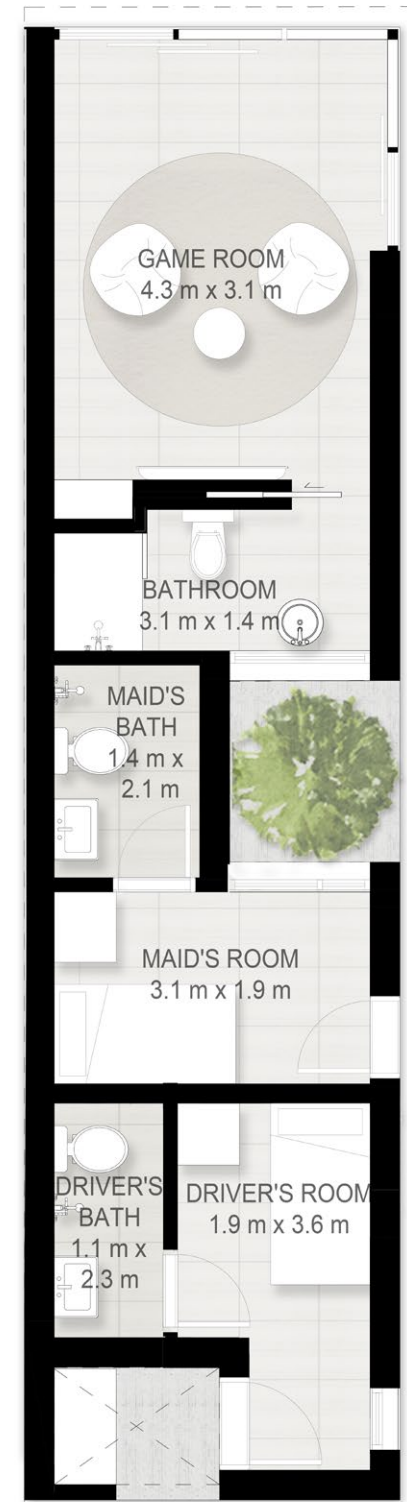 GAME ROOM
4.3 m x 3.1 m
BATHROOM
3.1 m x 1.4 m
MAID'S
BATH
1.4 m x
2.1 m
MAID'S ROOM
3.1 m x 1.9 m
DRIVER'S
BATH
1.1 m x
2.3 m
DRIVER'S ROOM
1.9 m x 3.6 m